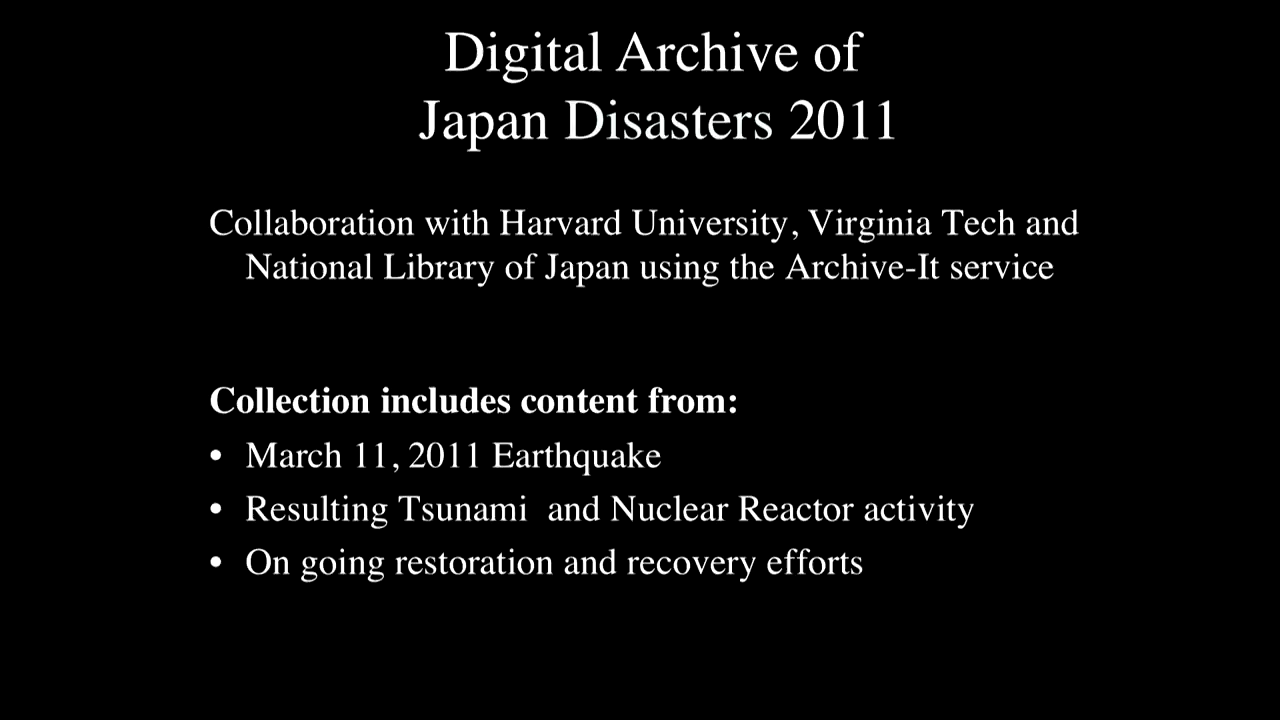 Digital Archive of
Japan Disasters 2011
Collaboration with Harvard University, Virginia Tech and
National Library of Japan using the Archive-It service
Collection includes content from:
• March 11, 2011 Earthquake
• Resulting Tsunami  and Nuclear Reactor activity
• On going restoration and recovery efforts